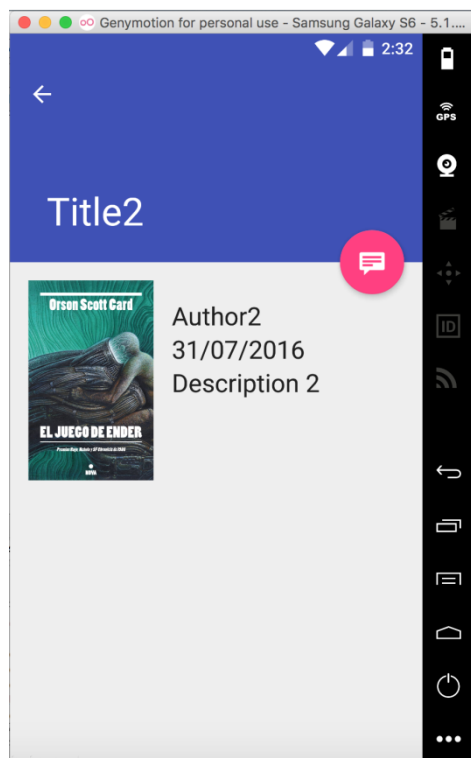 Genymotion for personal use - Samsung Galaxy S6 - 5.1....
2:32
GPS
Title2
ID
Orson Scott Card
EL JUEGO DE ENDER
NOVA
Author2
31/07/2016
Description 2